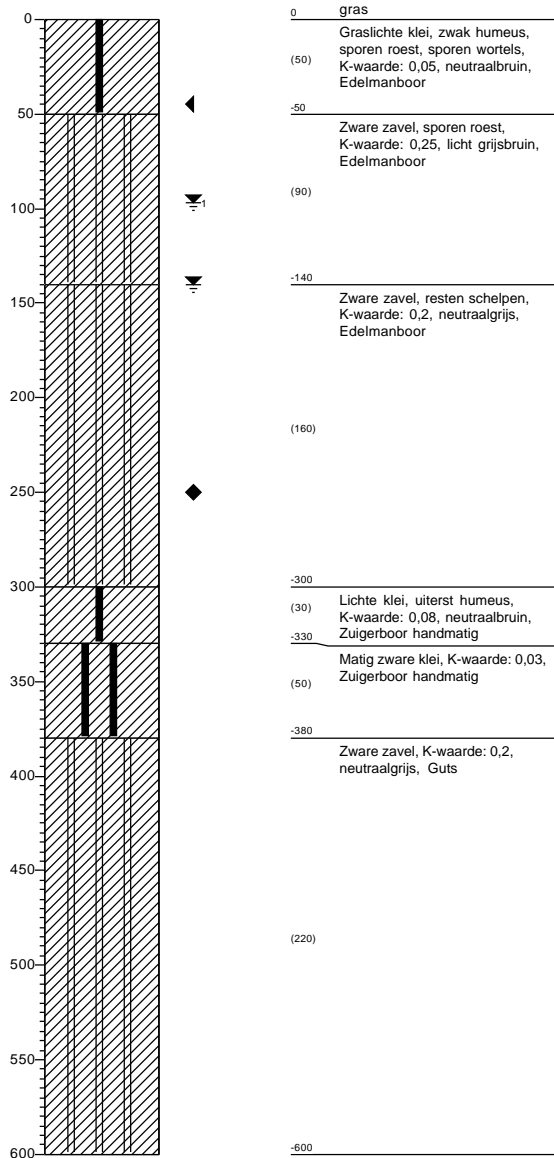 0
50
100
150
200
250
300
350
400
450
500
550
600
1
0
gras
(50)
Graslichte klei, zwak humeus,
sporen roest, sporen wortels,
K-waarde: 0,05, neutraalbruin,
Edelmanboor
-50
(90)
Zware zavel, sporen roest,
K-waarde: 0,25, licht grijsbruin,
Edelmanboor
-140
Zware zavel, resten schelpen,
K-waarde: 0,2, neutraalgrijs,
Edelmanboor
(160)
-300
(30)
Lichte klei, uiterst humeus,
K-waarde: 0,08, neutraalbruin,
Zuigerboor handmatig
-330
Matig zware klei, K-waarde: 0,03,
Zuigerboor handmatig
(50)
-380
Zware zavel, K-waarde: 0,2,
neutraalgrijs, Guts
(220)
-600